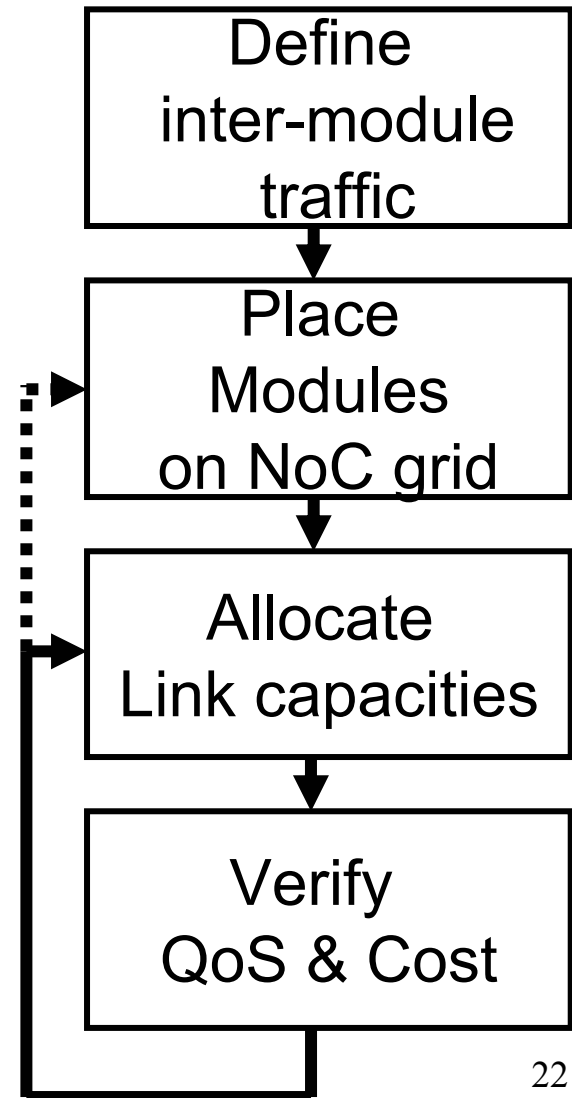 Define
inter-module
traffic
Place
Modules
on NoC grid
Allocate
Link capacities
Verify
QoS & Cost
22